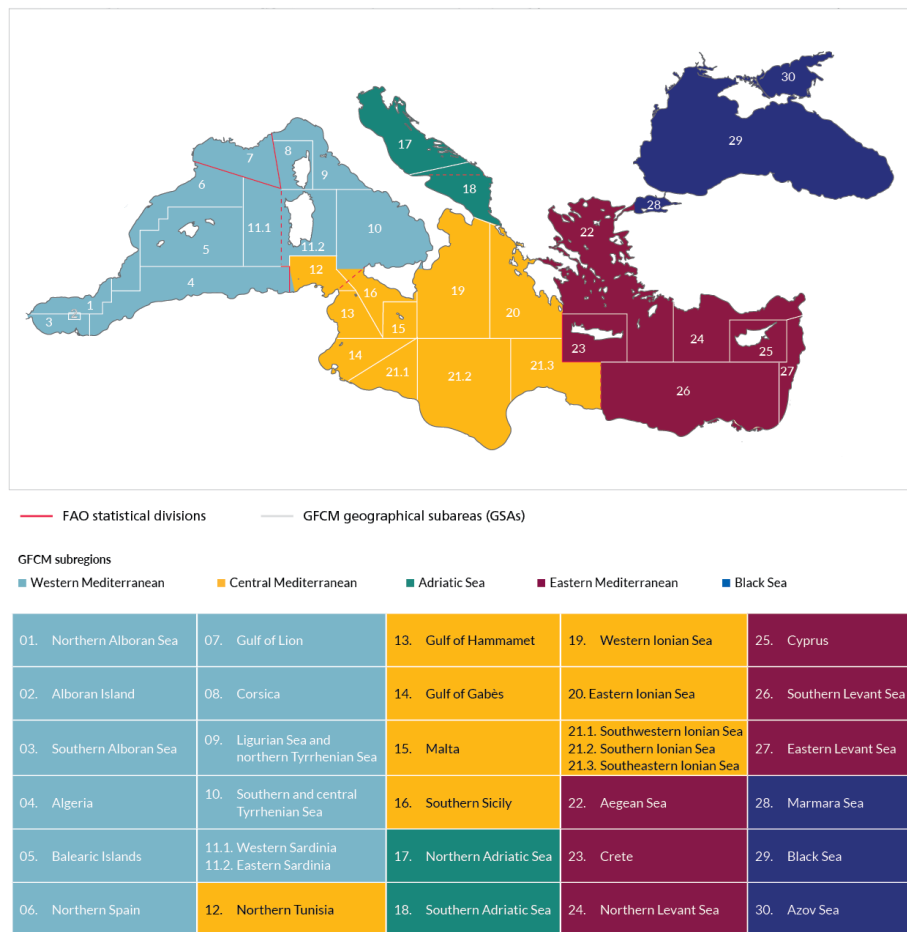 30
29
17
8
7
9
18
28
6
22
11.1
10
5
11.2
12
4
16
19
1
2
13
20
3
15
24
23
25
14
21.1
21.2
21.3
27
26
FAO statistical divisions
GFCM geographical subareas (GSAs)
GFCM subregions
Western Mediterranean
Central Mediterranean
Adriatic Sea
Eastern Mediterranean
Black Sea
01. Northern Alboran Sea
02. Alboran Island
03. Southern Alboran Sea
04. Algeria
05. Balearic Islands
06. Northern Spain
07. Gulf of Lion
08. Corsica
09. Ligurian Sea and
northern Tyrrhenian Sea
10. Southern and central
Tyrrhenian Sea
11.1. Western Sardinia
11.2. Eastern Sardinia
12. Northern Tunisia
13. Gulf of Hammamet
14. Gulf of Gabès
15. Malta
16. Southern Sicily
17. Northern Adriatic Sea
18. Southern Adriatic Sea
19. Western Ionian Sea
20. Eastern Ionian Sea
21.1. Southwestern Ionian Sea
21.2. Southern Ionian Sea
21.3. Southeastern Ionian Sea
22. Aegean Sea
23. Crete
24. Northern Levant Sea
25. Cyprus
26. Southern Levant Sea
27. Eastern Levant Sea
28. Marmara Sea
29. Black Sea
30. Azov Sea